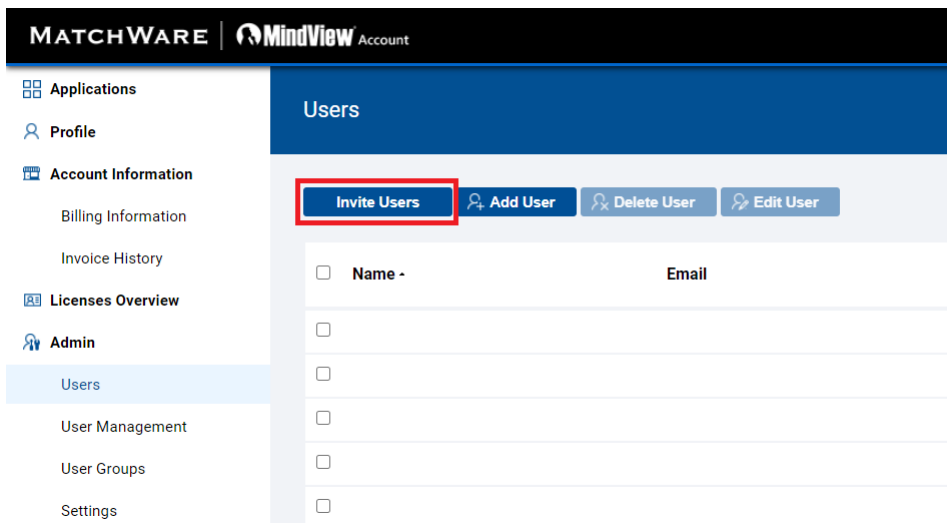 MATCHWARE | MindView Account
Applications
Profile
Account Information
Billing Information
Invoice History
Licenses Overview
Admin
Users
User Management
User Groups
Settings
Users
Invite Users Add User Delete User Edit User
Name Email